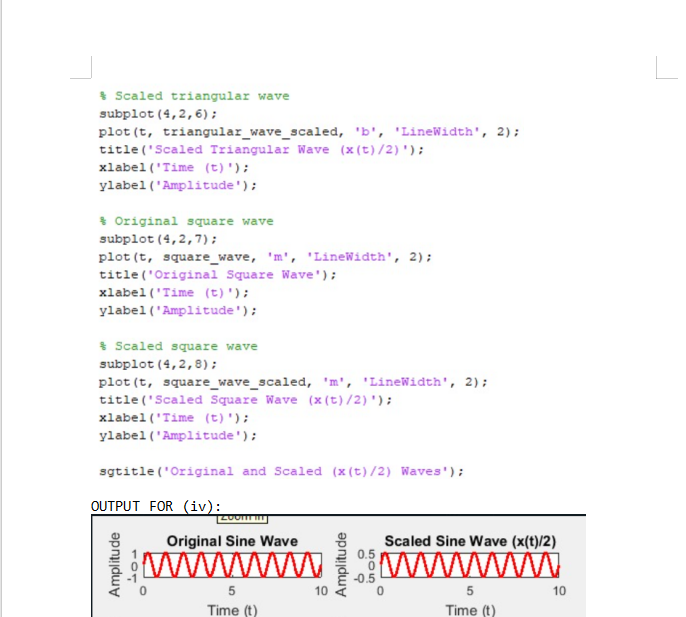 % Scaled triangular wave
subplot(4,2,6);
plot(t, triangular_wave_scaled, 'b', 'LineWidth', 2);
title('Scaled Triangular Wave (x(t)/2)');
xlabel('Time (t)');
ylabel('Amplitude');
% Original square wave
subplot(4,2,7);
plot(t, square_wave, 'm', 'LineWidth', 2);
title('Original Square Wave');
xlabel('Time (t)');
ylabel('Amplitude');
% Scaled square wave
subplot(4,2,8);
plot(t, square_wave_scaled, 'm', 'LineWidth', 2);
title('Scaled Square Wave (x(t)/2)');
xlabel('Time (t)');
ylabel('Amplitude');
sgtitle('Original and Scaled (x(t)/2) Waves');
OUTPUT FOR (iv):
Zoom In
Original Sine Wave
Amplitude
1
0
-1
0 5 10
Time (t)
Scaled Sine Wave (x(t)/2)
Amplitude
0.5
0
-0.5
0 5 10
Time (t)